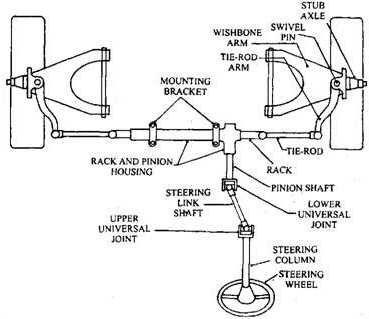 STUB
AXLE
SWIVEL
PIN
WISHBONE
ARM
TIE-ROD
ARM
MOUNTING
BRACKET
TIE-ROD
RACK AND PINION
HOUSING
RACK
PINION SHAFT
STEERING
LINK
SHAFT
LOWER
UNIVERSAL
JOINT
UPPER
UNIVERSAL
JOINT
STEERING
COLUMN
STEERING
WHEEL